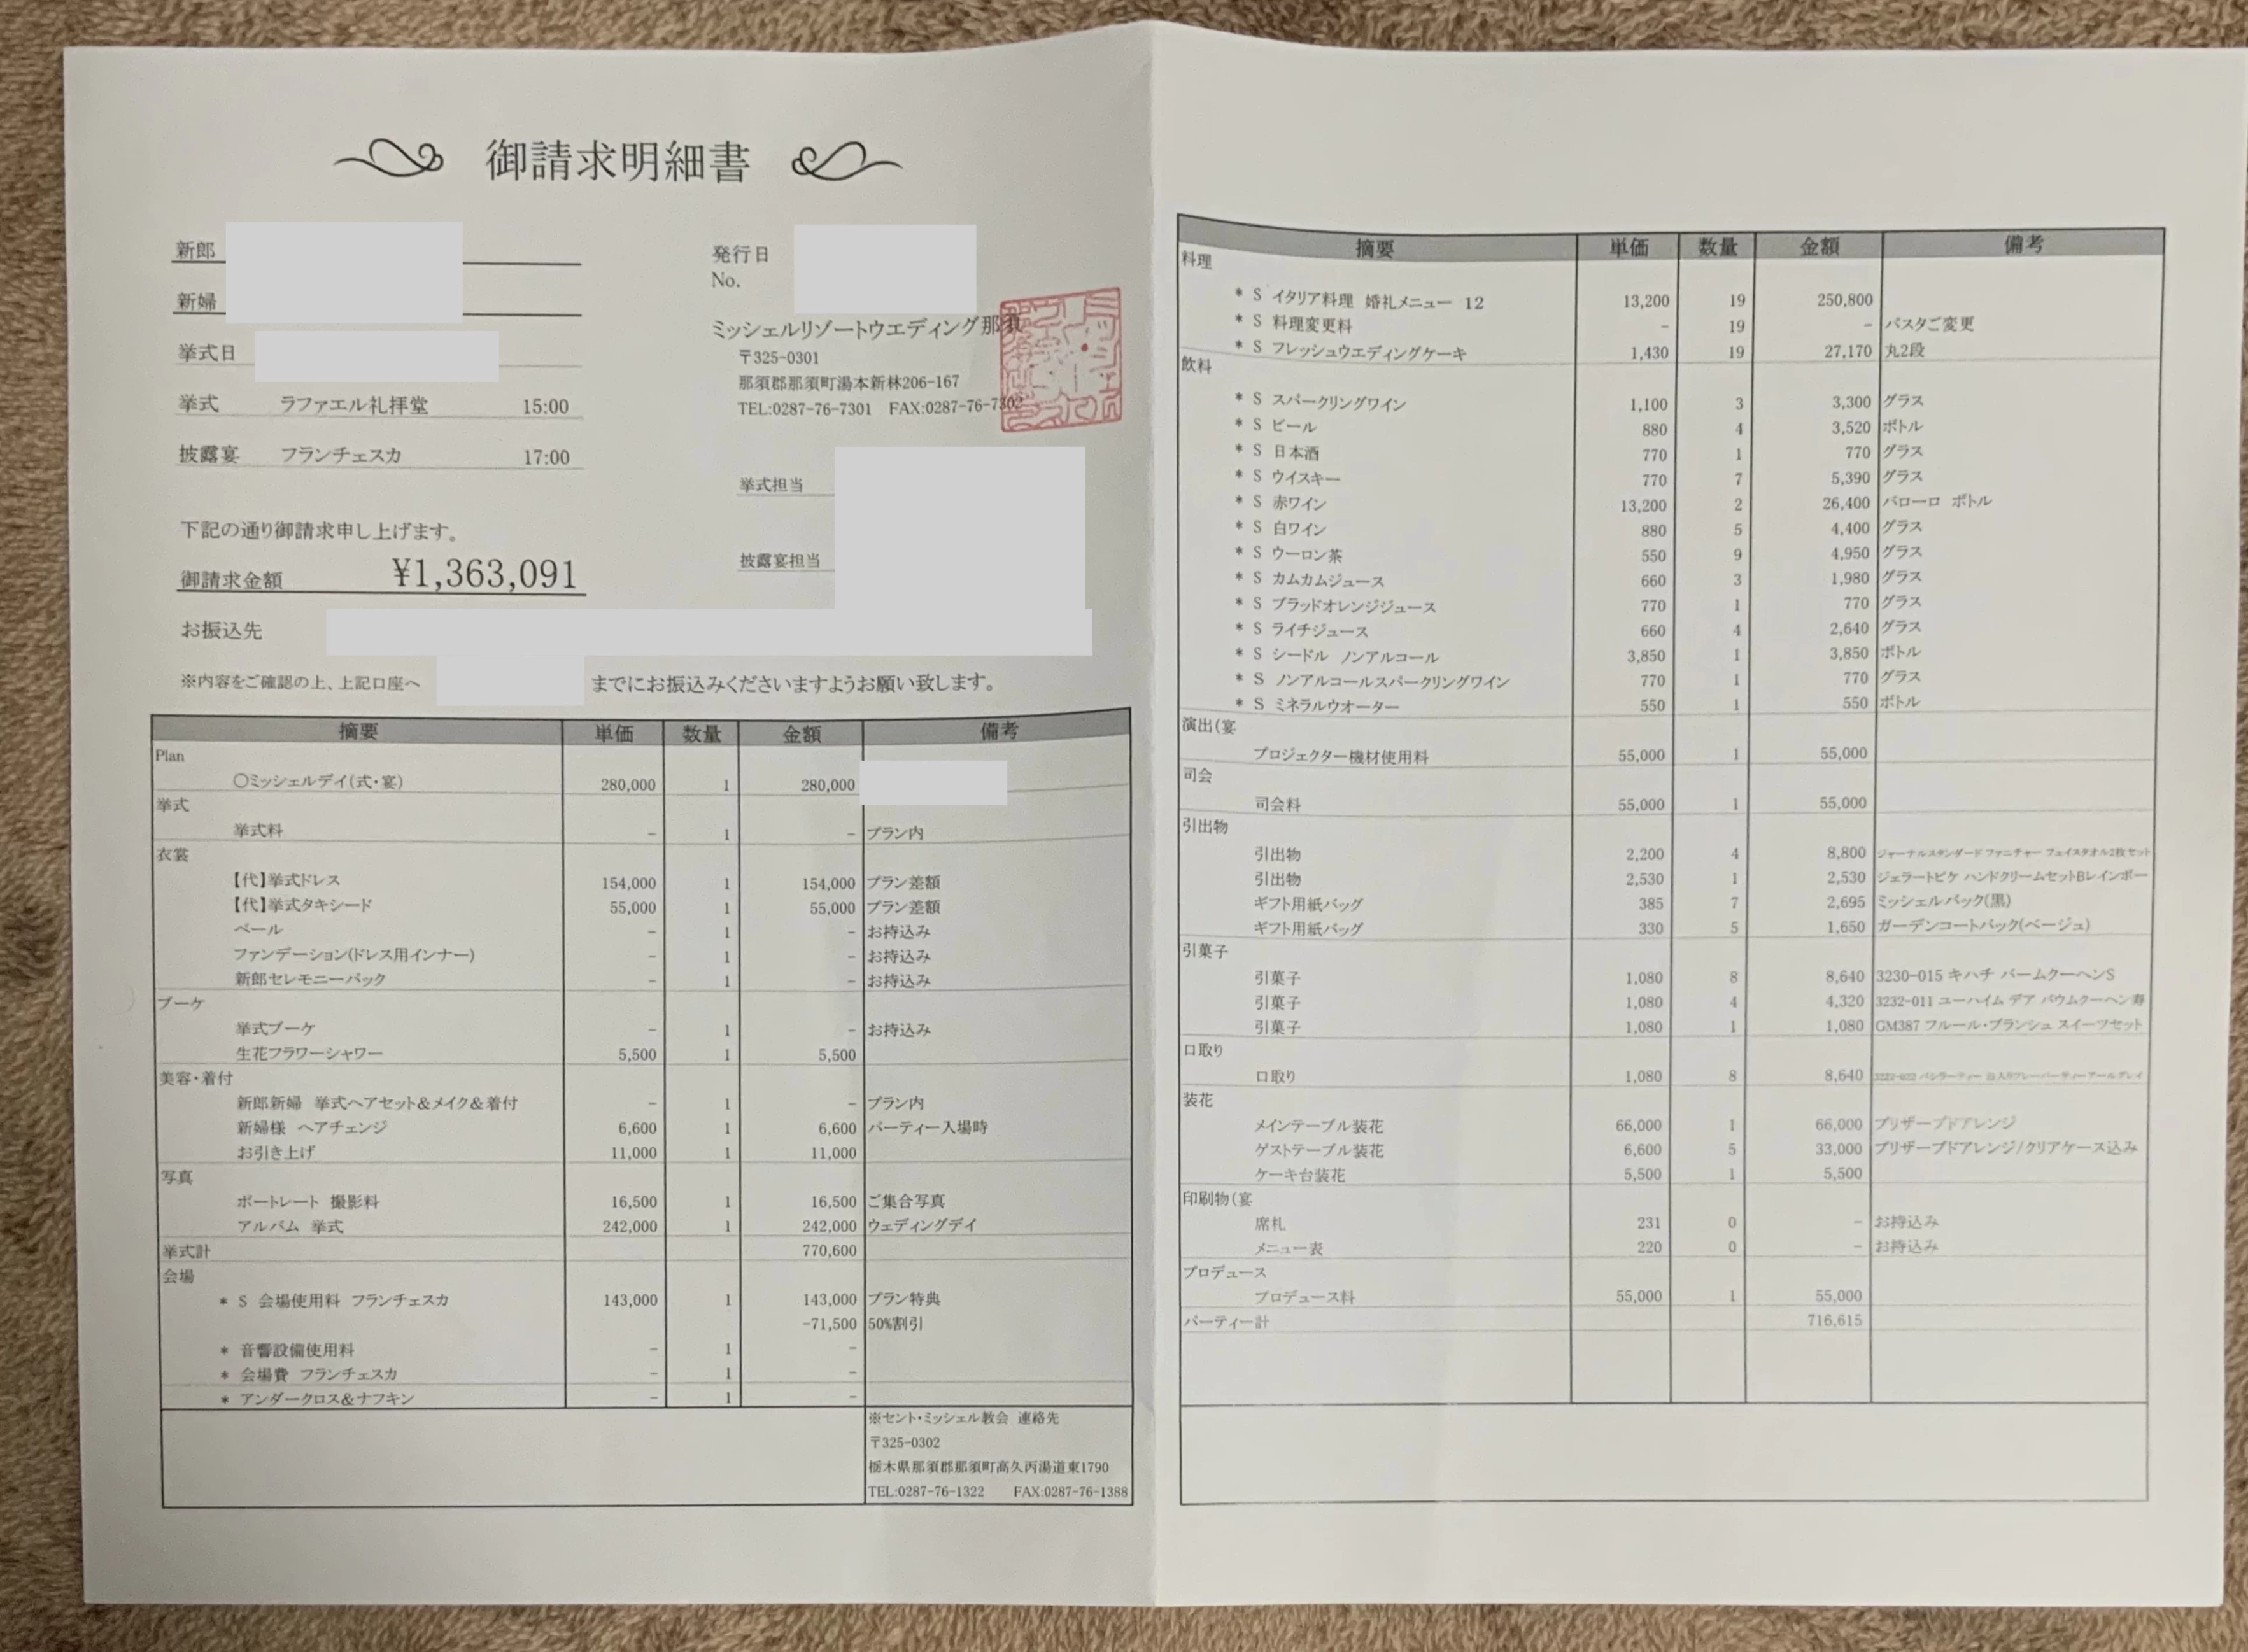 御請求明細書
新郎
新婦
挙式日
挙式 ラファエル礼拝堂 15:00
披露宴 フランチェスカ 17:00
発行日
No.
ミッシェルリゾートウエディング那須
〒325-0301
那須郡那須町湯本新林206-167
TEL:0287-76-7301 FAX:0287-76-7302
挙式担当
披露宴担当
下記の通り御請求申し上げます。
御請求金額 ¥1,363,091
お振込先
※内容をご確認の上、上記口座へ までにお振込みくださいますようお願い致します。
摘要 単価 数量 金額 備考
Plan
○ミッシェルデイ(式・宴) 280,000 1 280,000
挙式
挙式料 - 1 - プラン内
衣裳
【代】挙式ドレス 154,000 1 154,000 プラン差額
【代】挙式タキシード 55,000 1 55,000 プラン差額
ベール - 1 - お持込み
ファンデーション(ドレス用インナー) - 1 - お持込み
新郎セレモニーパック - 1 - お持込み
ブーケ
挙式ブーケ - 1 - お持込み
生花フラワーシャワー 5,500 1 5,500
美容・着付
新郎新婦 挙式ヘアセット&メイク&着付 - 1 - プラン内
新婦様 ヘアチェンジ 6,600 1 6,600 パーティー入場時
お引き上げ 11,000 1 11,000
写真
ポートレート 撮影料 16,500 1 16,500 ご集合写真
アルバム 挙式 242,000 1 242,000 ウェディングデイ
挙式計 770,600
会場
* S 会場使用料 フランチェスカ 143,000 1 143,000 プラン特典
-71,500 50%割引
* 音響設備使用料 - 1 -
* 会場費 フランチェスカ - 1 -
* アンダークロス&ナフキン - 1 -
※セント・ミッシェル教会 連絡先
〒325-0302
栃木県那須郡那須町高久丙湯道東1790
TEL:0287-76-1322 FAX:0287-76-1388
摘要 単価 数量 金額 備考
料理
* S イタリア料理 婚礼メニュー 12 13,200 19 250,800
* S 料理変更料 - 19 - パスタご変更
* S フレッシュウエディングケーキ 1,430 19 27,170 丸2段
飲料
* S スパークリングワイン 1,100 3 3,300 グラス
* S ビール 880 4 3,520 ボトル
* S 日本酒 770 1 770 グラス
* S ウイスキー 770 7 5,390 グラス
* S 赤ワイン 13,200 2 26,400 バローロ ボトル
* S 白ワイン 880 5 4,400 グラス
* S ウーロン茶 550 9 4,950 グラス
* S カムカムジュース 660 3 1,980 グラス
* S ブラッドオレンジジュース 770 1 770 グラス
* S ライチジュース 660 4 2,640 グラス
* S シードル ノンアルコール 3,850 1 3,850 ボトル
* S ノンアルコールスパークリングワイン 770 1 770 グラス
* S ミネラルウオーター 550 1 550 ボトル
演出(宴
プロジェクター機材使用料 55,000 1 55,000
司会
司会料 55,000 1 55,000
引出物
引出物 2,200 4 8,800 ジャーナルスタンダード ファニチャー フェイスタオル2枚セット
引出物 2,530 1 2,530 ジェラートピケ ハンドクリームセットBレインボー
ギフト用紙バッグ 385 7 2,695 ミッシェルバック(黒)
ギフト用紙バッグ 330 5 1,650 ガーデンコートバック(ベージュ)
引菓子
引菓子 1,080 8 8,640 3230-015 キハチ バームクーヘンS
引菓子 1,080 4 4,320 3232-011 ユーハイム デア バウムクーヘン 寿
引菓子 1,080 1 1,080 GM387 フルール・ブランシュ スイーツセット
口取り
口取り 1,080 8 8,640
装花
メインテーブル装花 66,000 1 66,000 プリザーブドアレンジ
ゲストテーブル装花 6,600 5 33,000 プリザーブドアレンジ/クリアケース込み
ケーキ台装花 5,500 1 5,500
印刷物(宴
席札 231 0 - お持込み
メニュー表 220 0 - お持込み
プロデュース
プロデュース料 55,000 1 55,000
パーティー計 716,615